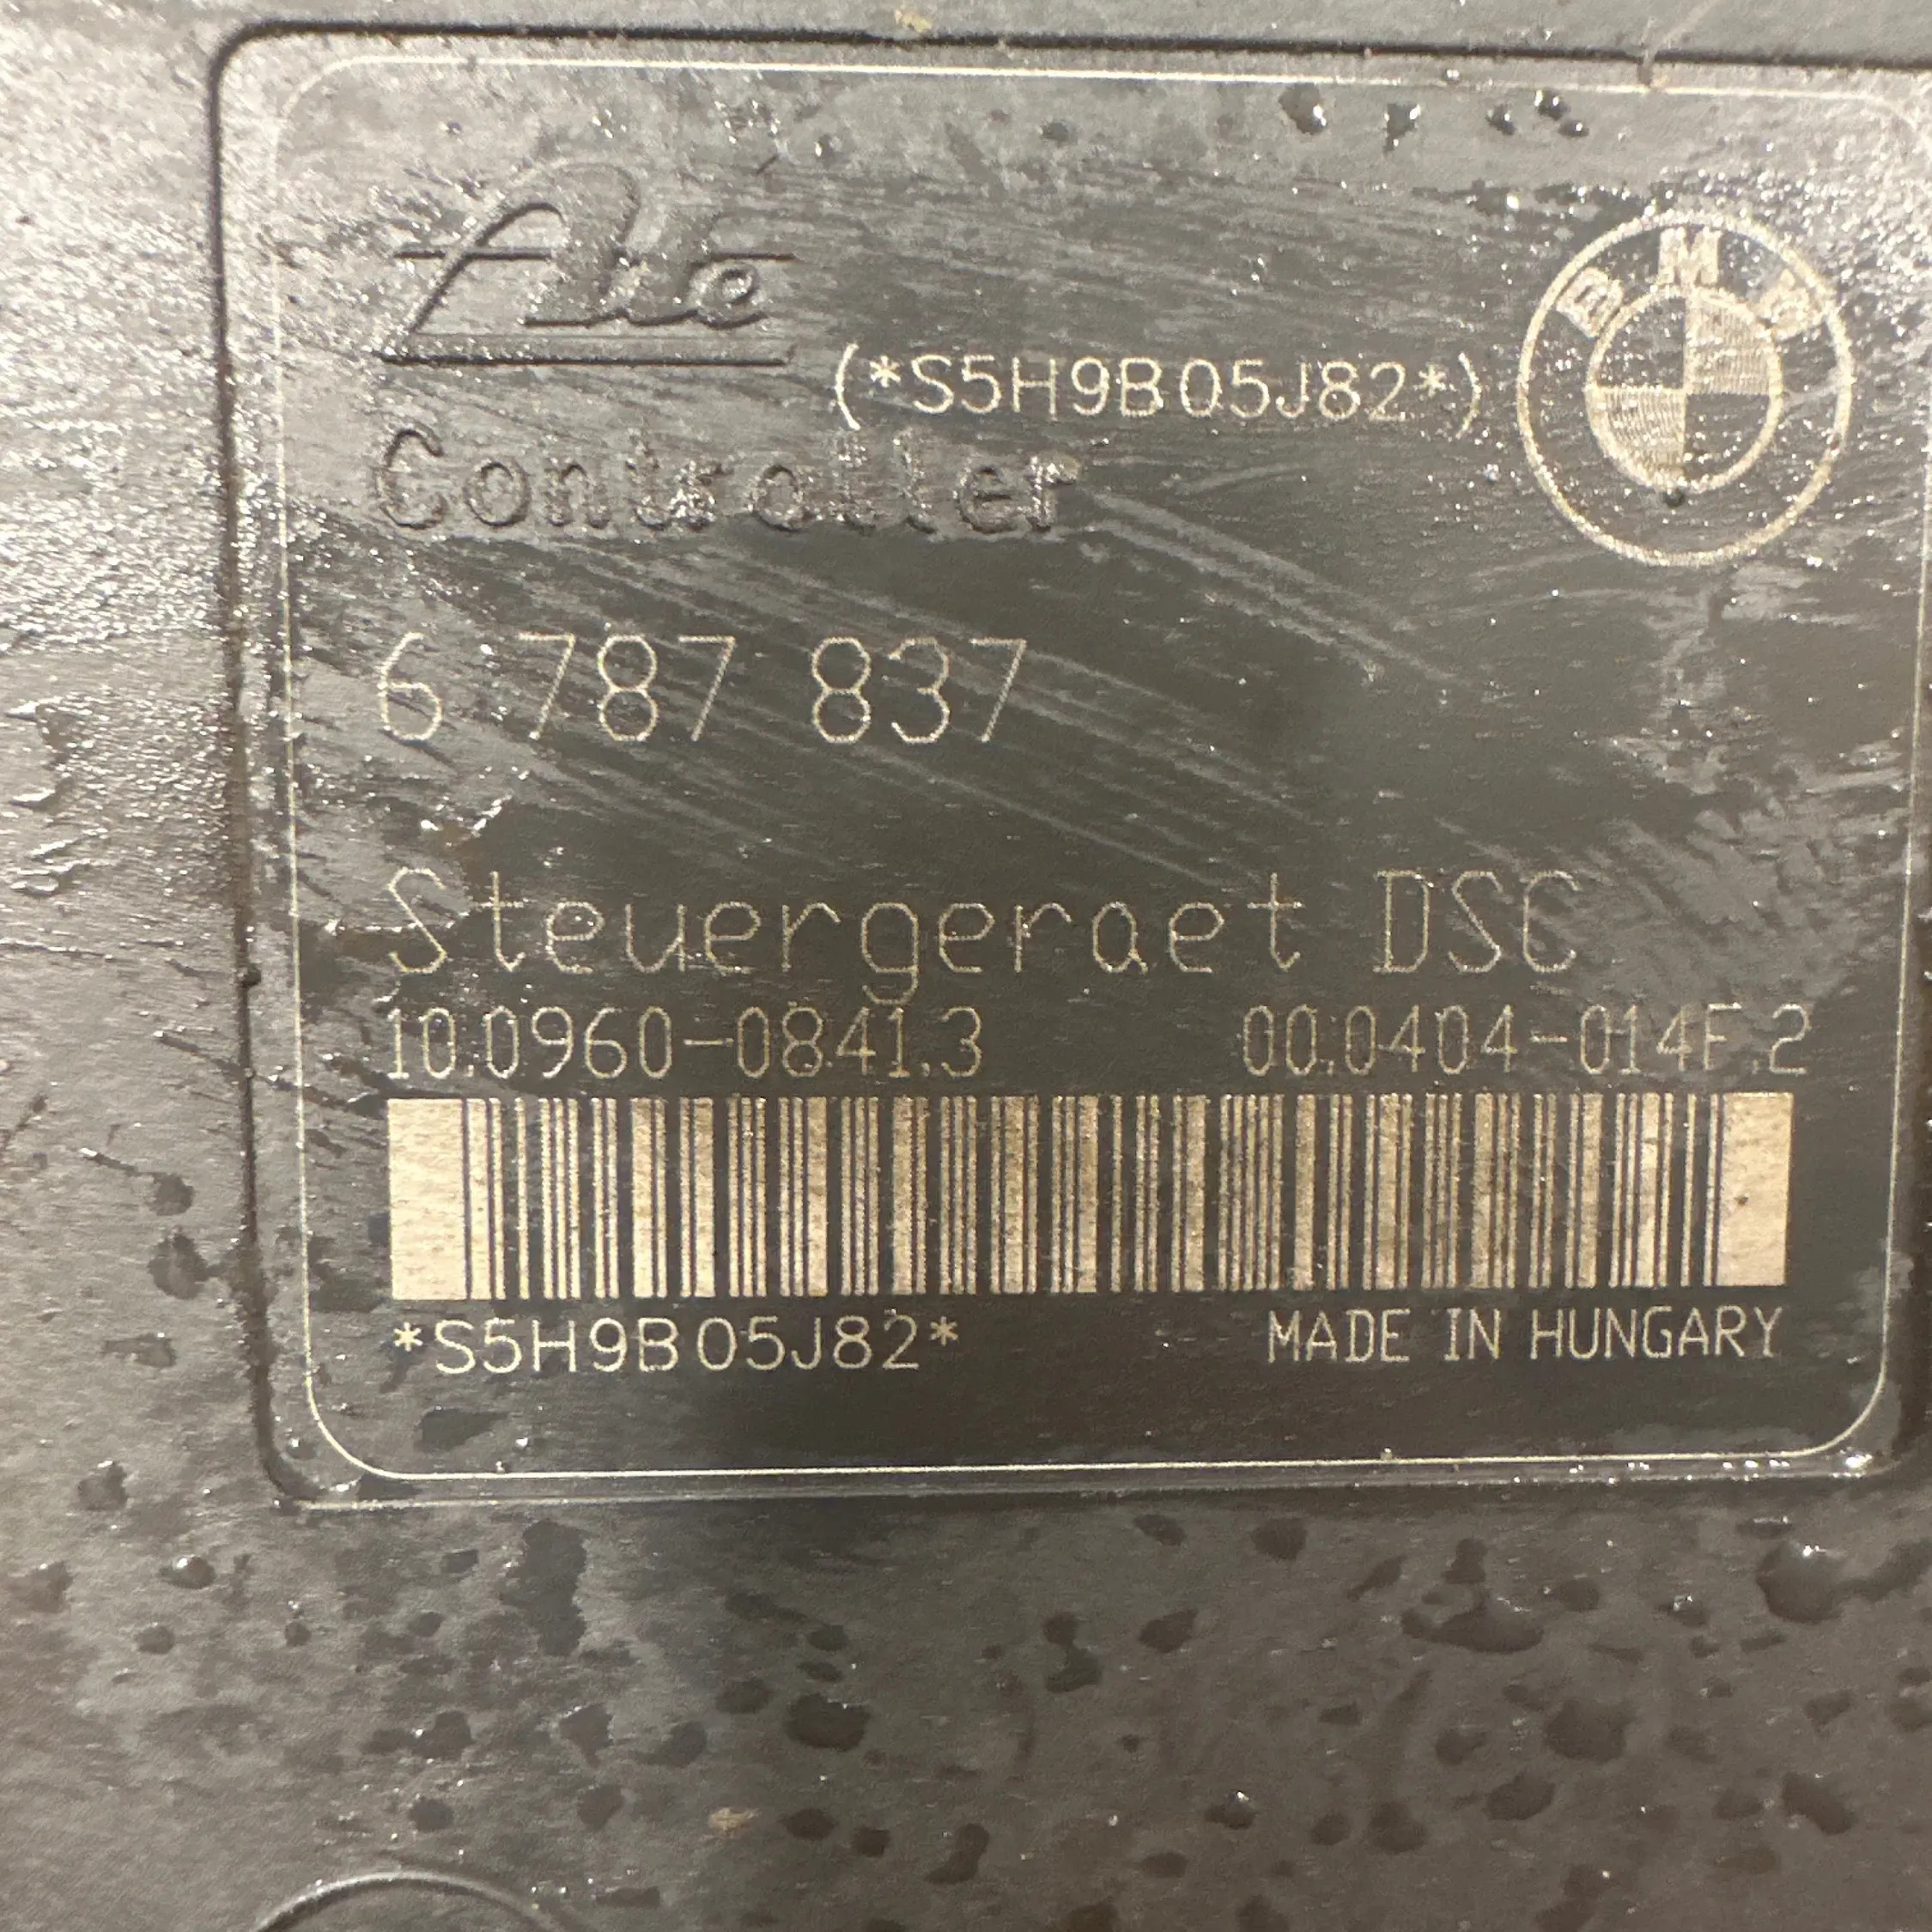 Ate
(*S5H9B05J82*)
BMW
Controller
6 787 837
Steuergeraet DSC
10.0960-0841.3 00.0404-014F.2
*S5H9B05J82* MADE IN HUNGARY